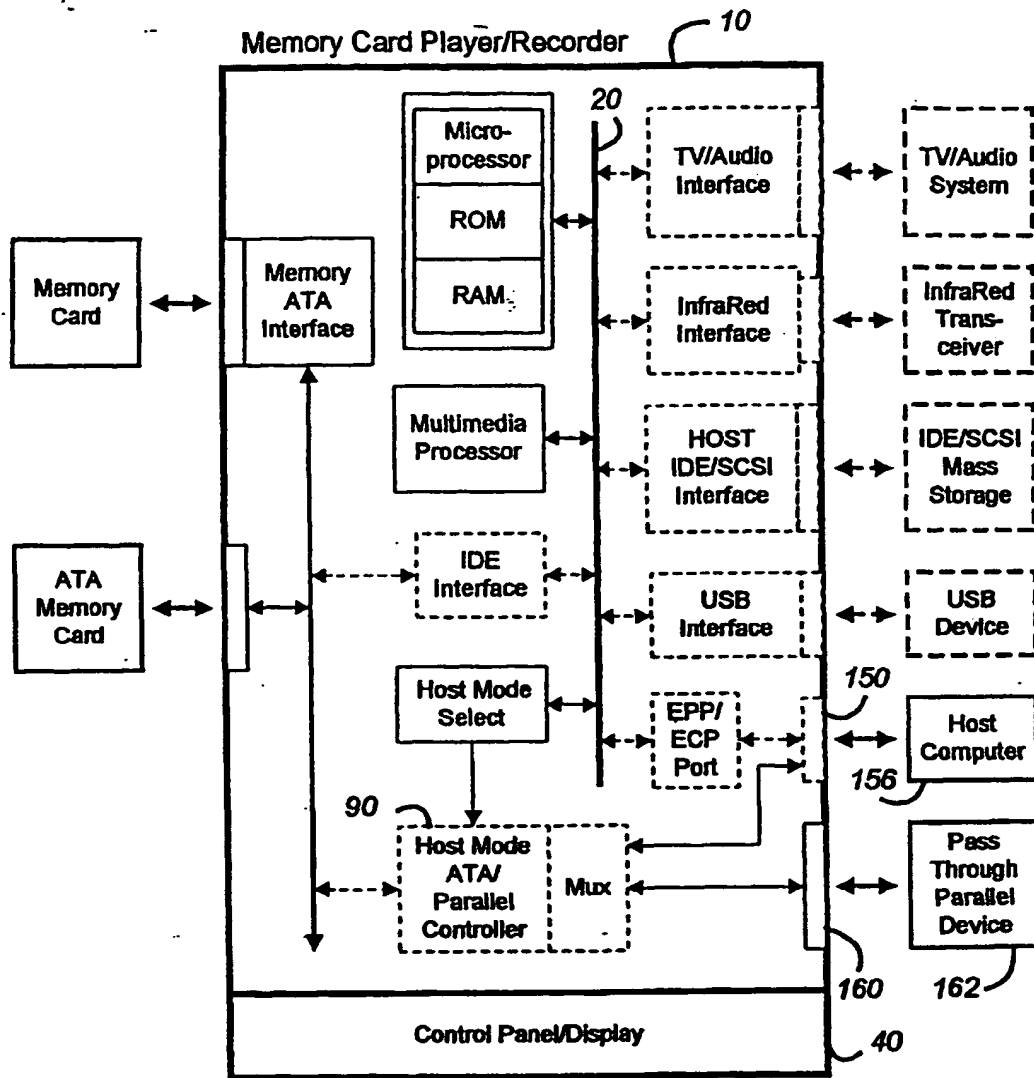 Memory Card Player/Recorder
10
20
Micro-
processor
ROM
RAM
TV/Audio
Interface
TV/Audio
System
Memory
Card
Memory
ATA
Interface
InfraRed
Interface
InfraRed
Trans-
ceiver
Multimedia
Processor
HOST
IDE/SCSI
Interface
IDE/SCSI
Mass
Storage
ATA
Memory
Card
IDE
Interface
USB
Interface
USB
Device
Host Mode
Select
EPP/
ECP
Port
150
Host
Computer
156
90
Host Mode
ATA/
Parallel
Controller
Mux
Pass
Through
Parallel
Device
160
162
Control Panel/Display
40